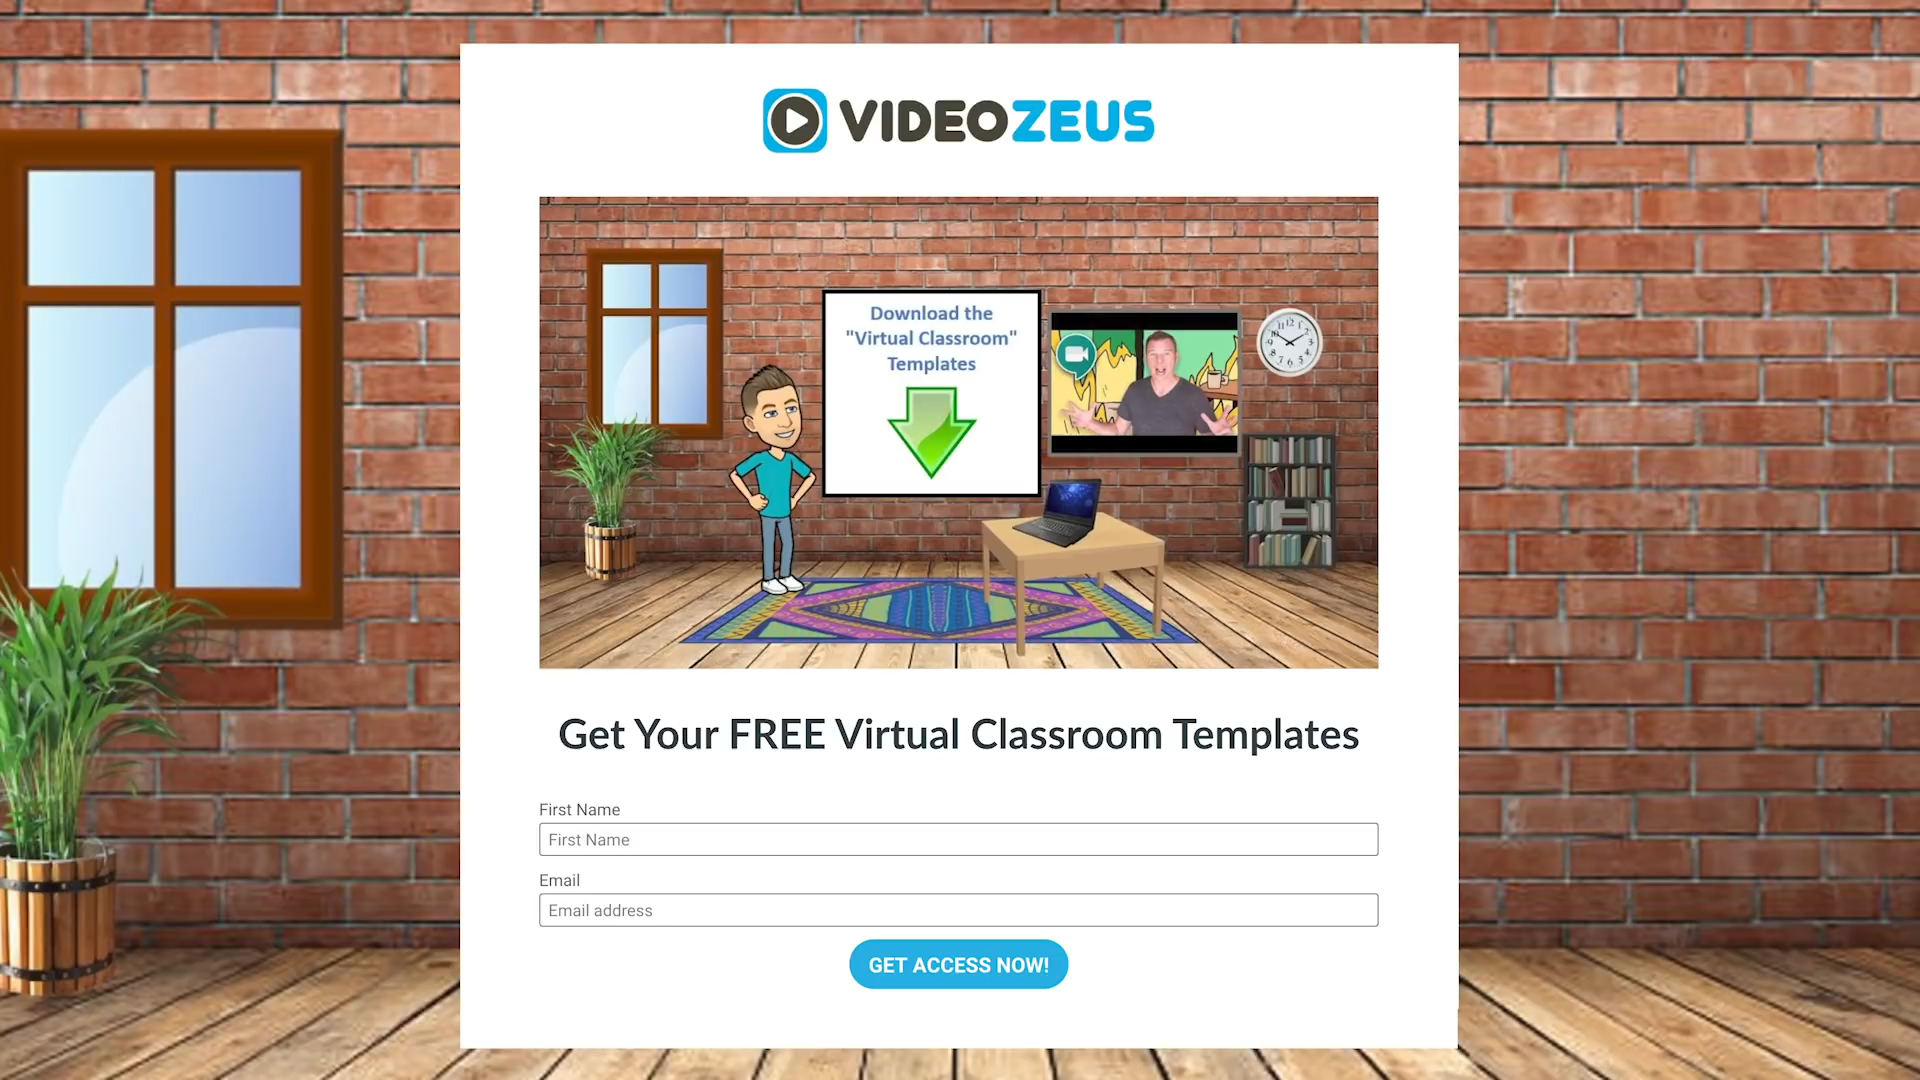 VIDEOZEUS
Download the
"Virtual Classroom"
Templates
Get Your FREE Virtual Classroom Templates
First Name
First Name
Email
Email address
GET ACCESS NOW!